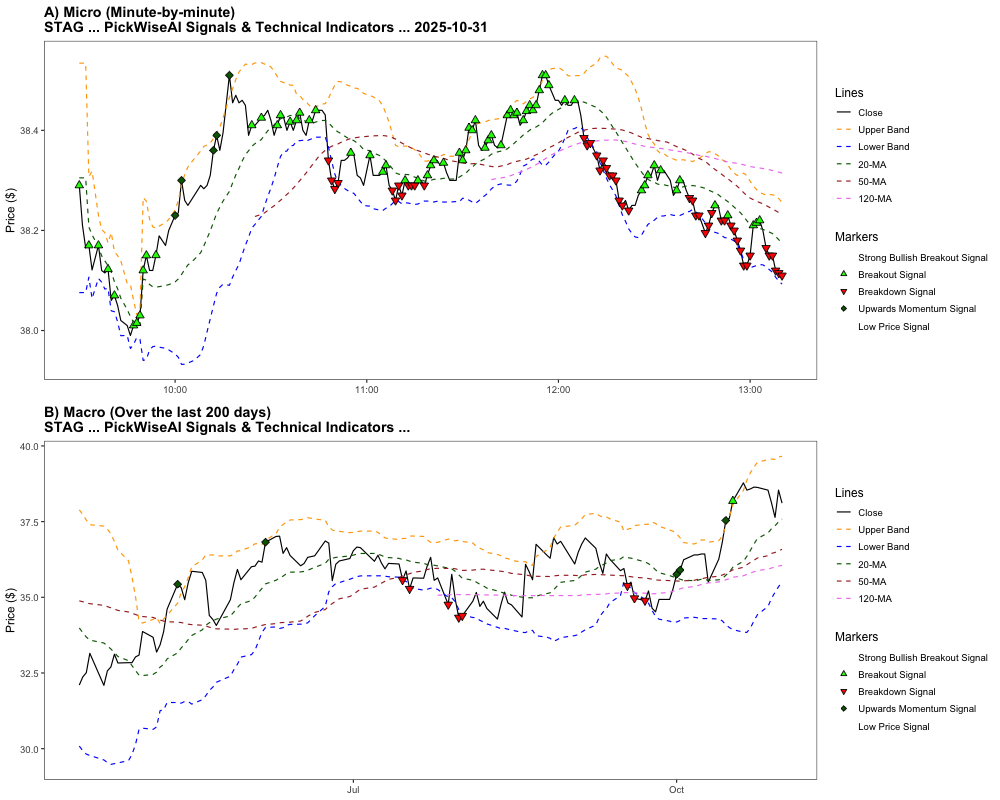 A) Micro (Minute-by-minute)
STAG ... PickWiseAI Signals & Technical Indicators ... 2025-10-31
Price ($)
38.4
38.2
38.0
10:00
11:00
12:00
13:00
Lines
Close
Upper Band
Lower Band
20-MA
50-MA
120-MA
Markers
Strong Bullish Breakout Signal
Breakout Signal
Breakdown Signal
Upwards Momentum Signal
Low Price Signal
B) Macro (Over the last 200 days)
STAG ... PickWiseAI Signals & Technical Indicators ...
Price ($)
40.0
37.5
35.0
32.5
30.0
Jul
Oct
Lines
Close
Upper Band
Lower Band
20-MA
50-MA
120-MA
Markers
Strong Bullish Breakout Signal
Breakout Signal
Breakdown Signal
Upwards Momentum Signal
Low Price Signal